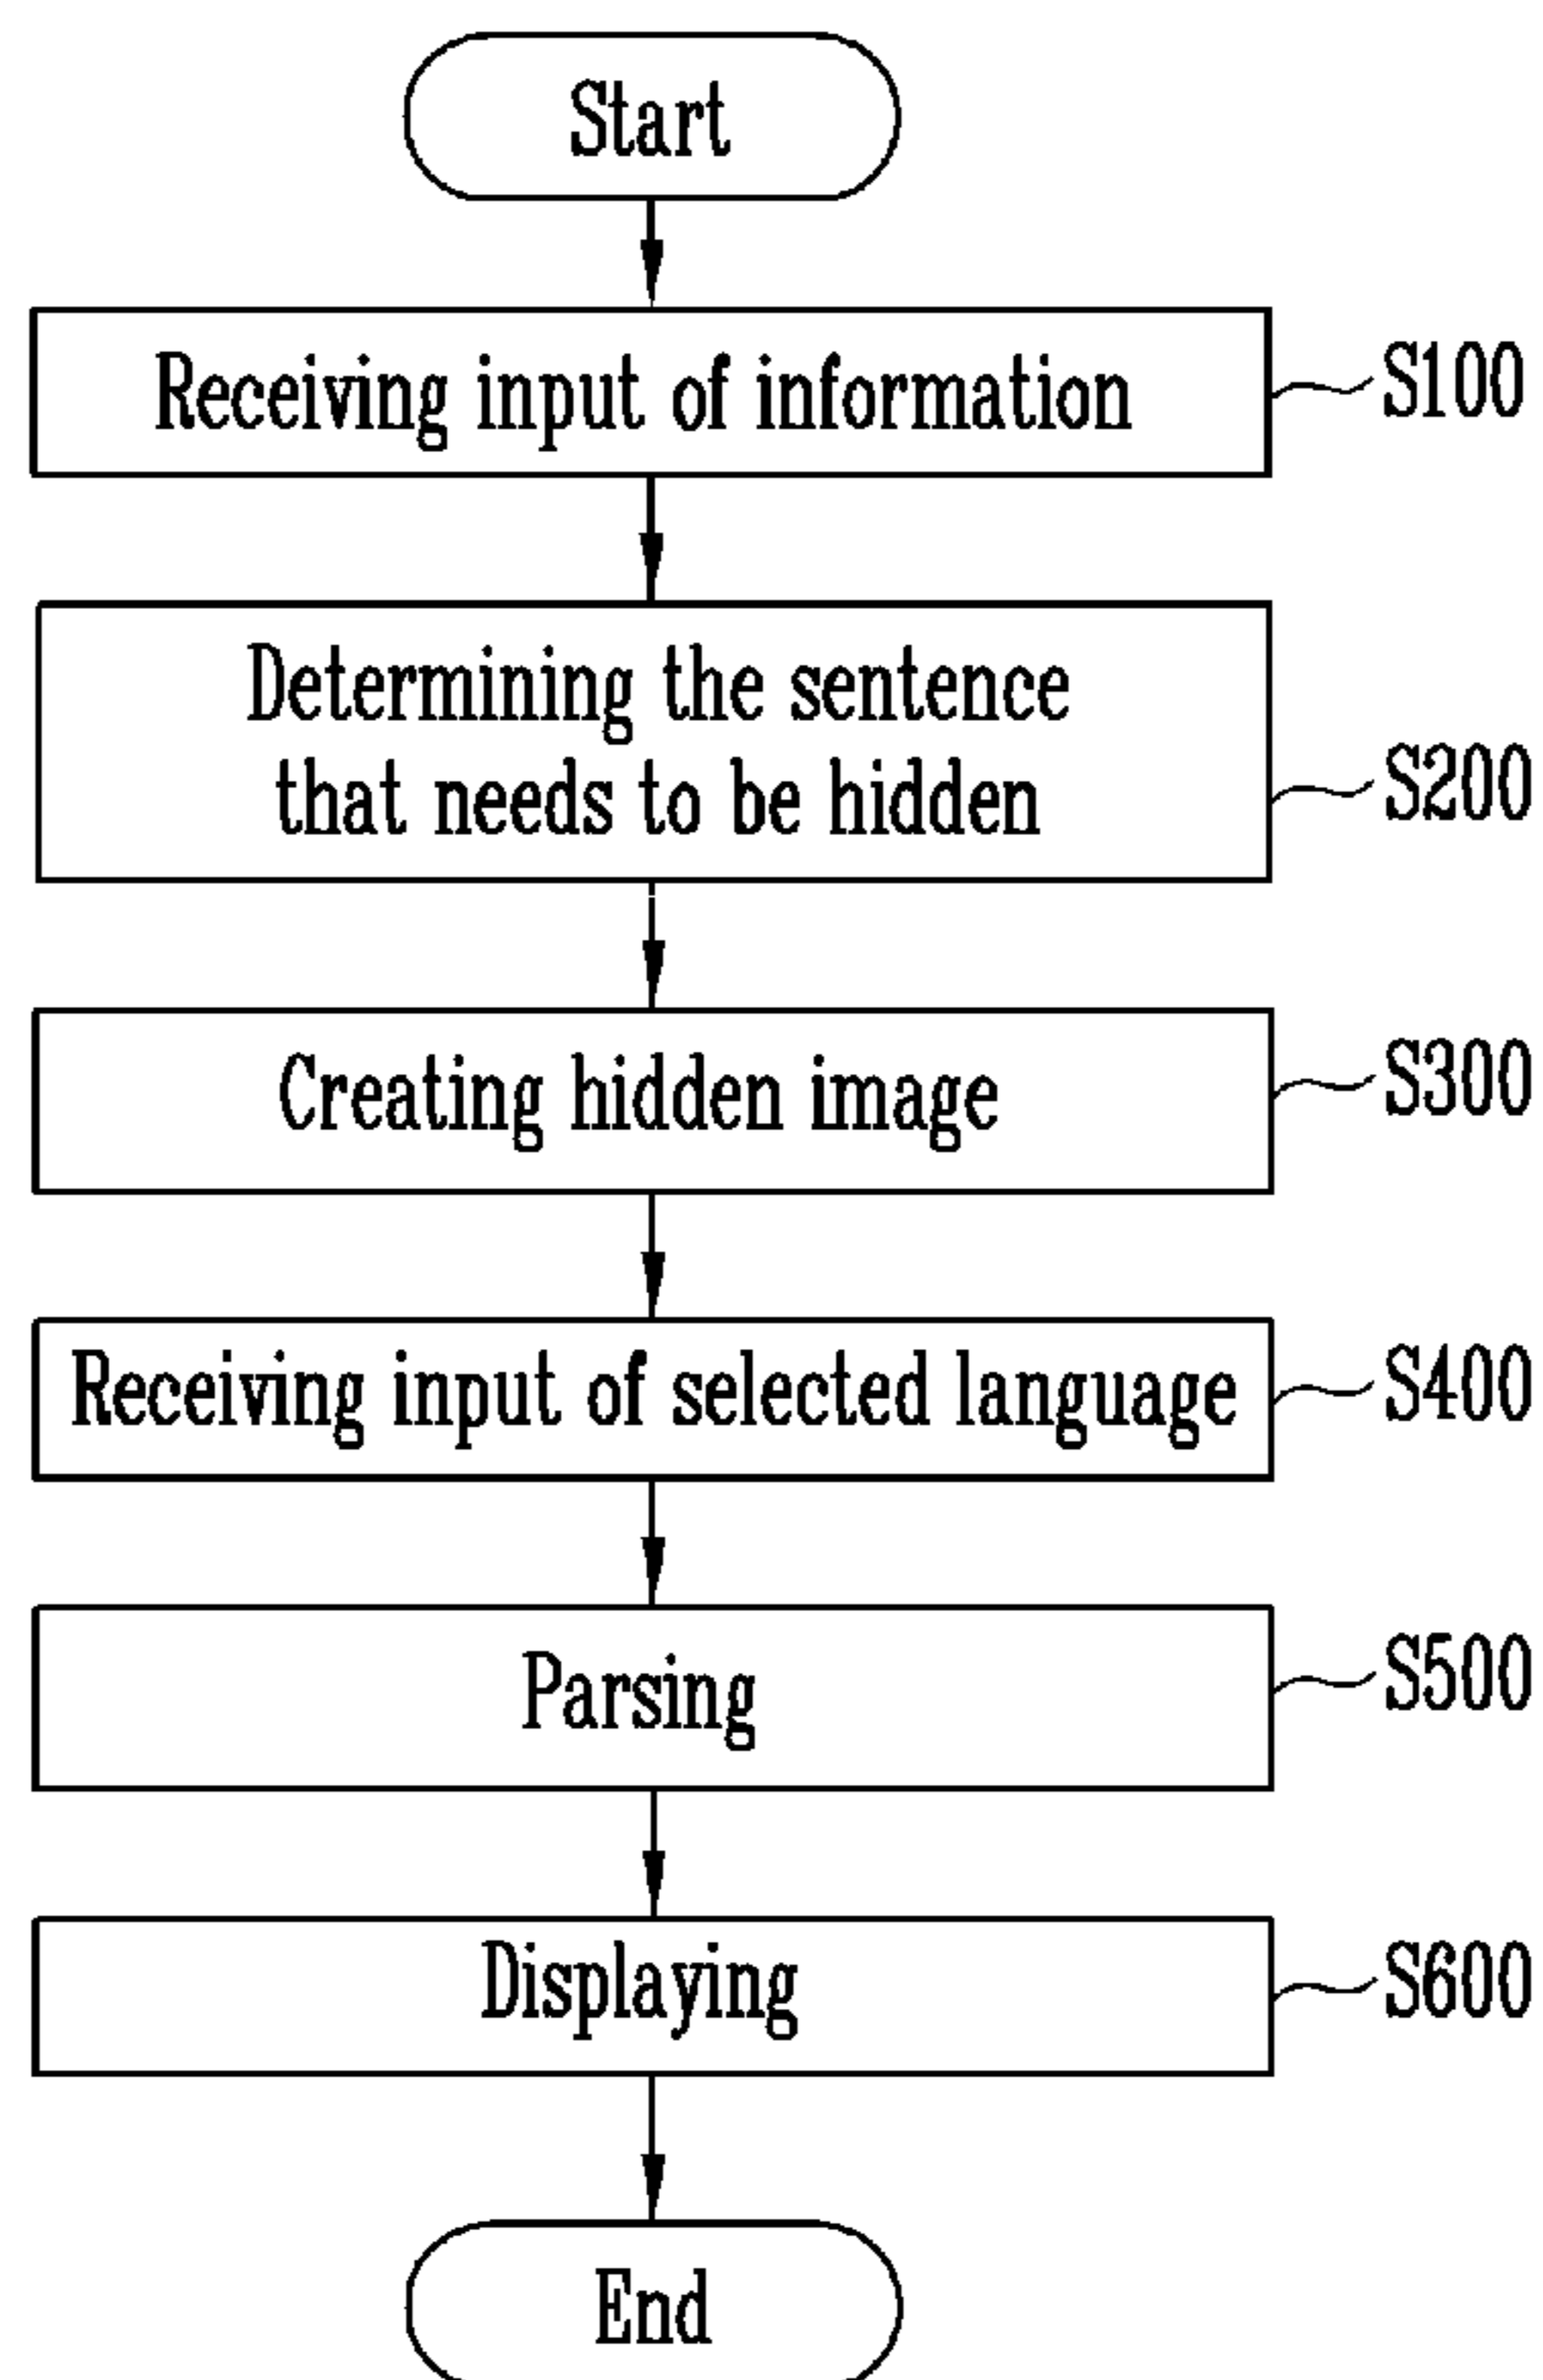 Start
Receiving input of information
S100
Determining the sentence
that needs to be hidden
S200
Creating hidden image
S300
Receiving input of selected language
S400
Parsing
S500
Displaying
S600
End